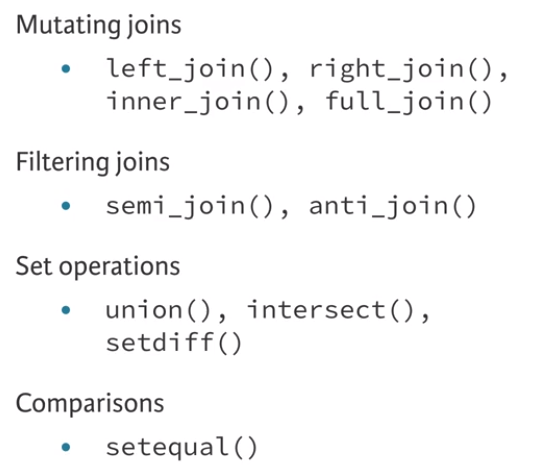 Mutating joins
• left_join(), right_join(),
inner_join(), full_join()
Filtering joins
• semi_join(), anti_join()
Set operations
• union(), intersect(),
setdiff()
Comparisons
• setequal()